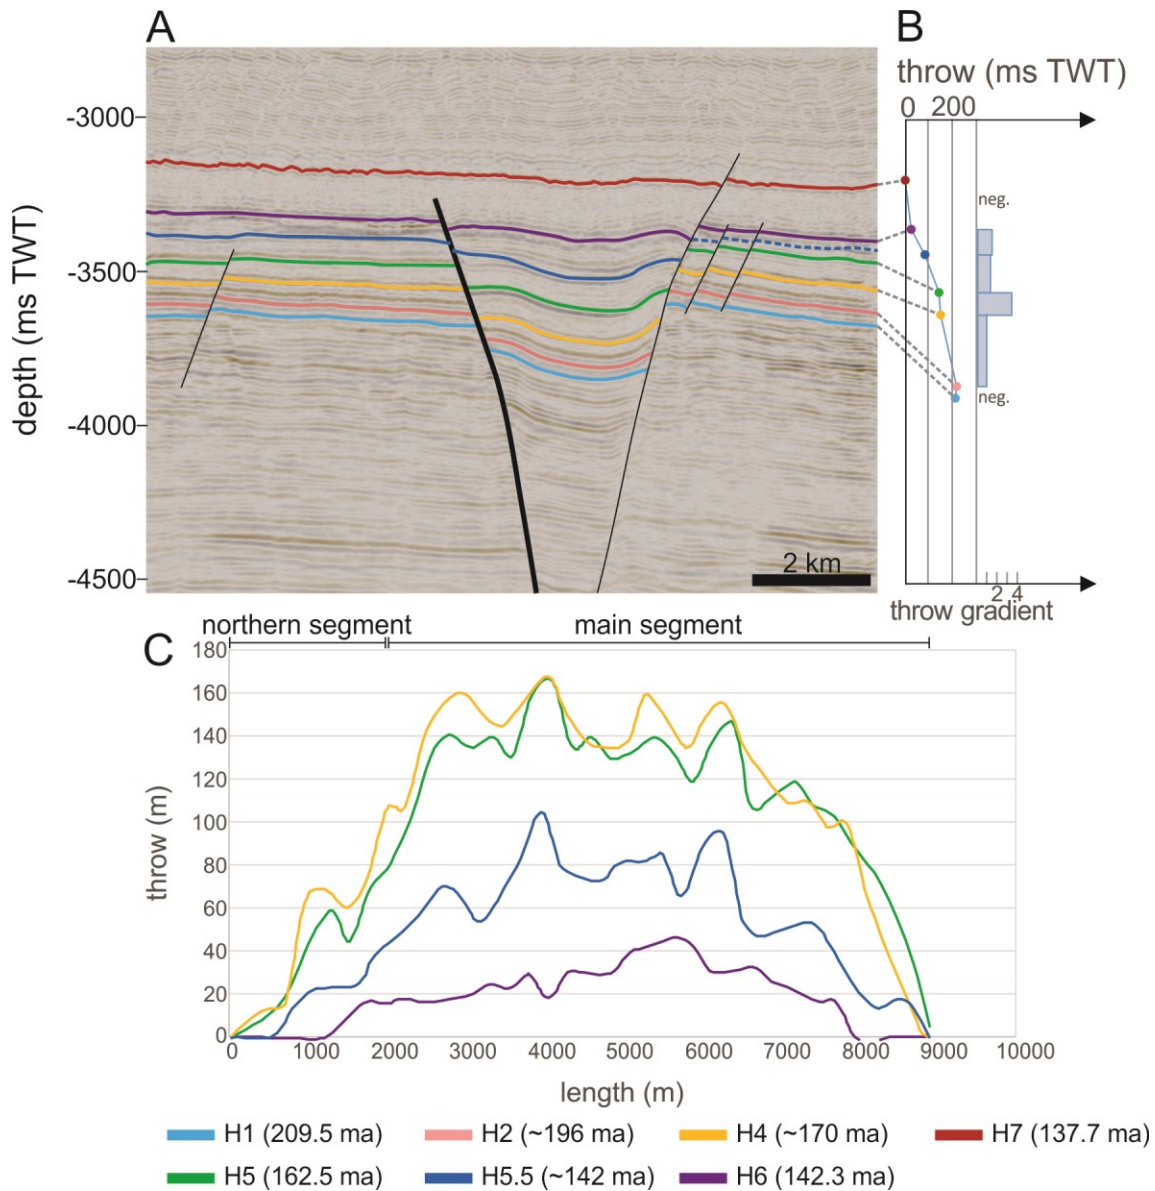 A
B
throw (ms TWT)
0 200
-3000
neg.
depth (ms TWT)
-3500
neg.
-4000
-4500
2 km
2 4
throw gradient
northern segment main segment
C
180
160
140
120
100
80
60
40
20
0
throw (m)
0 1000 2000 3000 4000 5000 6000 7000 8000 9000 10000
length (m)
H1 (209.5 ma) H2 (~196 ma) H4 (~170 ma) H7 (137.7 ma)
H5 (162.5 ma) H5.5 (~142 ma) H6 (142.3 ma)